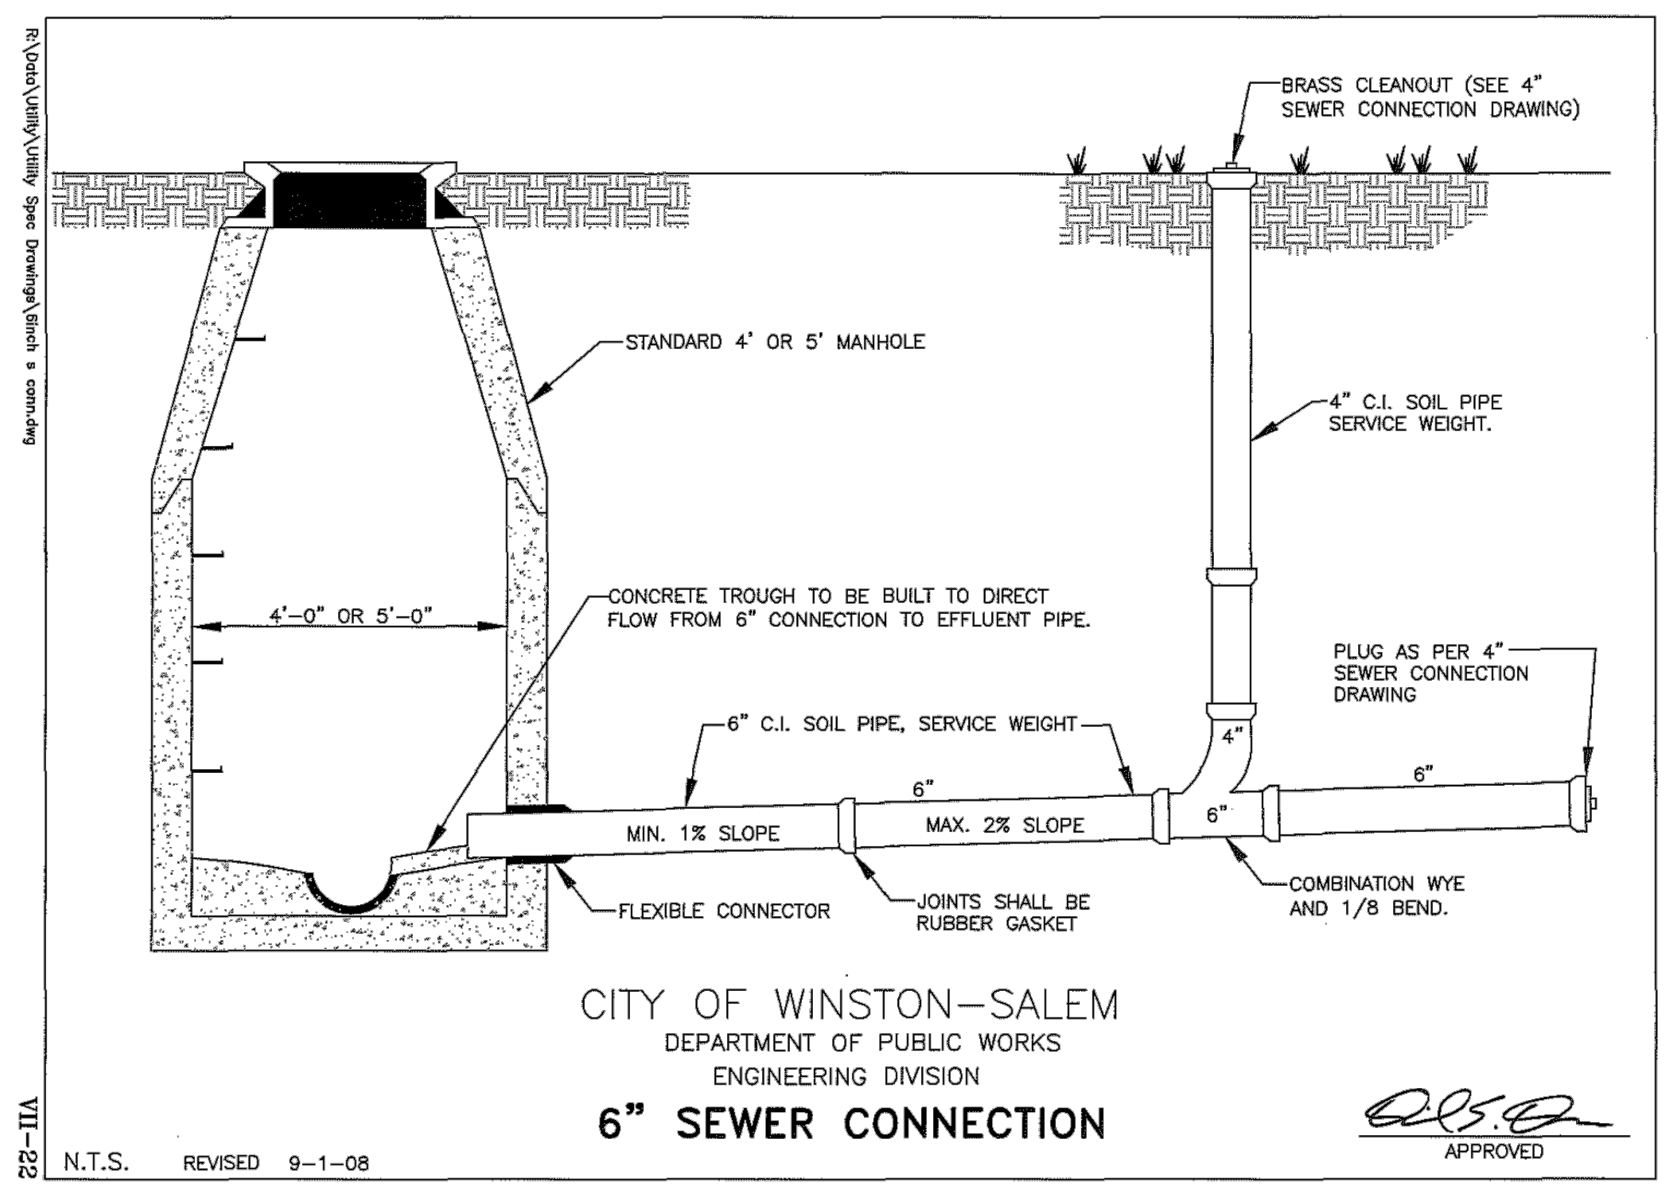 R:\Data\Utility\Utility Spec Drawings\6inch s conn.dwg
BRASS CLEANOUT (SEE 4"
SEWER CONNECTION DRAWING)
STANDARD 4' OR 5' MANHOLE
4" C.I. SOIL PIPE
SERVICE WEIGHT.
CONCRETE TROUGH TO BE BUILT TO DIRECT
FLOW FROM 6" CONNECTION TO EFFLUENT PIPE.
4'-0" OR 5'-0"
PLUG AS PER 4"
SEWER CONNECTION
DRAWING
6" C.I. SOIL PIPE, SERVICE WEIGHT
4"
6"
6"
6"
MIN. 1% SLOPE
MAX. 2% SLOPE
COMBINATION WYE
AND 1/8 BEND.
JOINTS SHALL BE
RUBBER GASKET
FLEXIBLE CONNECTOR
CITY OF WINSTON-SALEM
DEPARTMENT OF PUBLIC WORKS
ENGINEERING DIVISION
6" SEWER CONNECTION
APPROVED
N.T.S.
REVISED 9-1-08
VII-22